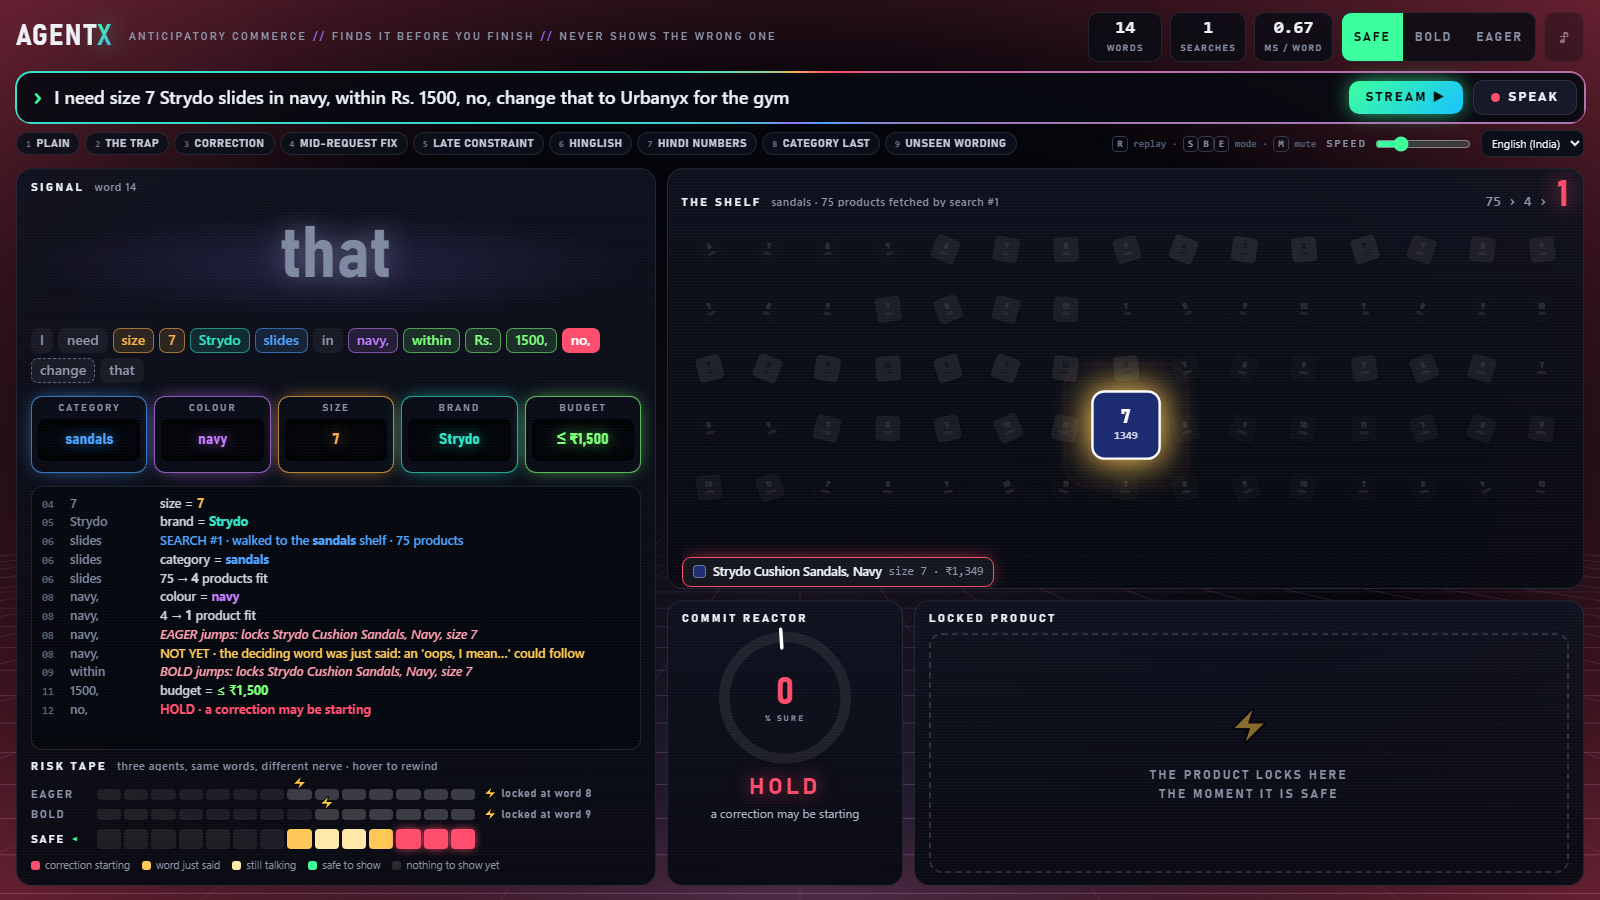 AGENTX
ANTICIPATORY COMMERCE // FINDS IT BEFORE YOU FINISH // NEVER SHOWS THE WRONG ONE
14 WORDS
1 SEARCHES
0.67 MS / WORD
SAFE BOLD EAGER
› I need size 7 Strydo slides in navy, within Rs. 1500, no, change that to Urbanyx for the gym
STREAM ▶
SPEAK
1 PLAIN
2 THE TRAP
3 CORRECTION
4 MID-REQUEST FIX
5 LATE CONSTRAINT
6 HINGLISH
7 HINDI NUMBERS
8 CATEGORY LAST
9 UNSEEN WORDING
R replay · S B E mode · M mute
SPEED
English (India)
SIGNAL word 14
that
I need size 7 Strydo slides in navy, within Rs. 1500, no,
change that
CATEGORY
sandals
COLOUR
navy
SIZE
7
BRAND
Strydo
BUDGET
≤ ₹1,500
04 7 size = 7
05 Strydo brand = Strydo
06 slides SEARCH #1 · walked to the sandals shelf · 75 products
06 slides category = sandals
06 slides 75 → 4 products fit
08 navy, colour = navy
08 navy, 4 → 1 product fit
08 navy, EAGER jumps: locks Strydo Cushion Sandals, Navy, size 7
08 navy, NOT YET · the deciding word was just said: an 'oops, I mean...' could follow
09 within BOLD jumps: locks Strydo Cushion Sandals, Navy, size 7
11 1500, budget = ≤ ₹1,500
12 no, HOLD · a correction may be starting
RISK TAPE three agents, same words, different nerve · hover to rewind
EAGER locked at word 8
BOLD locked at word 9
SAFE
correction starting word just said still talking safe to show nothing to show yet
THE SHELF sandals · 75 products fetched by search #1
75 › 4 › 1
7
1349
Strydo Cushion Sandals, Navy size 7 · ₹1,349
COMMIT REACTOR
0
% SURE
HOLD
a correction may be starting
LOCKED PRODUCT
THE PRODUCT LOCKS HERE
THE MOMENT IT IS SAFE